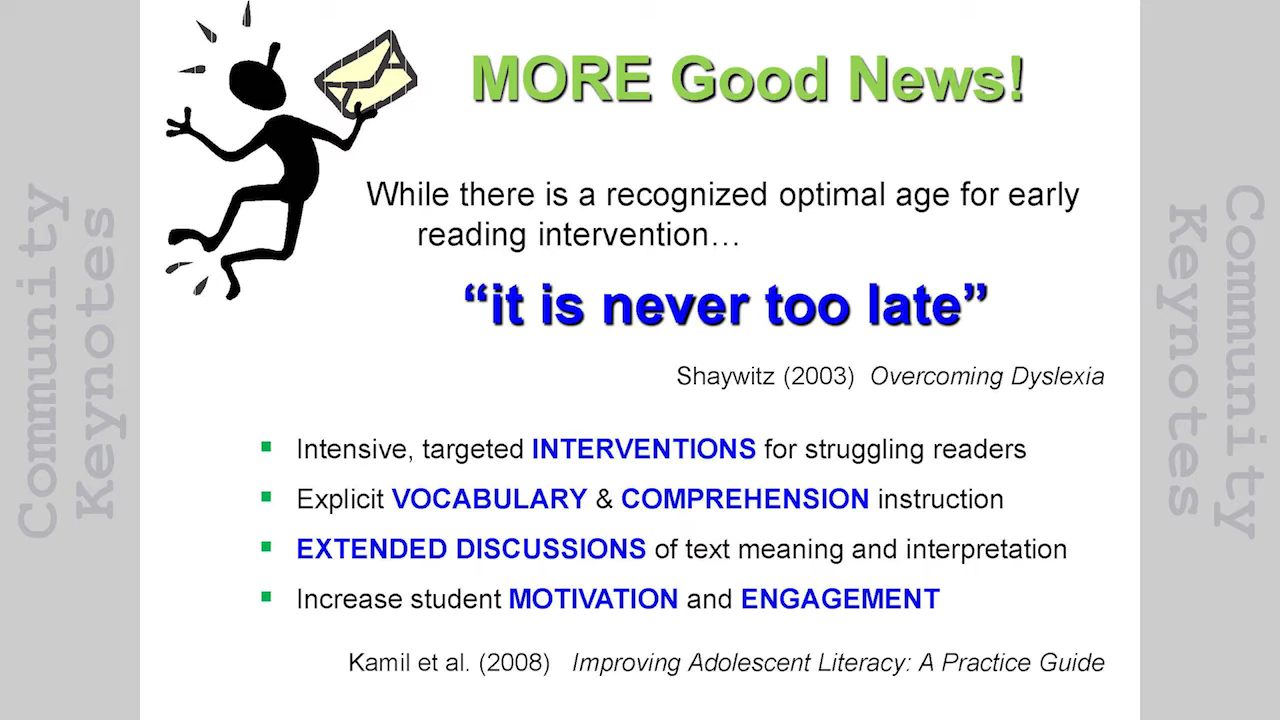 Community
Keynotes
MORE Good News!
While there is a recognized optimal age for early
reading intervention…
“it is never too late”
Shaywitz (2003) Overcoming Dyslexia
▪ Intensive, targeted INTERVENTIONS for struggling readers
▪ Explicit VOCABULARY & COMPREHENSION instruction
▪ EXTENDED DISCUSSIONS of text meaning and interpretation
▪ Increase student MOTIVATION and ENGAGEMENT
Kamil et al. (2008) Improving Adolescent Literacy: A Practice Guide
Community
Keynotes